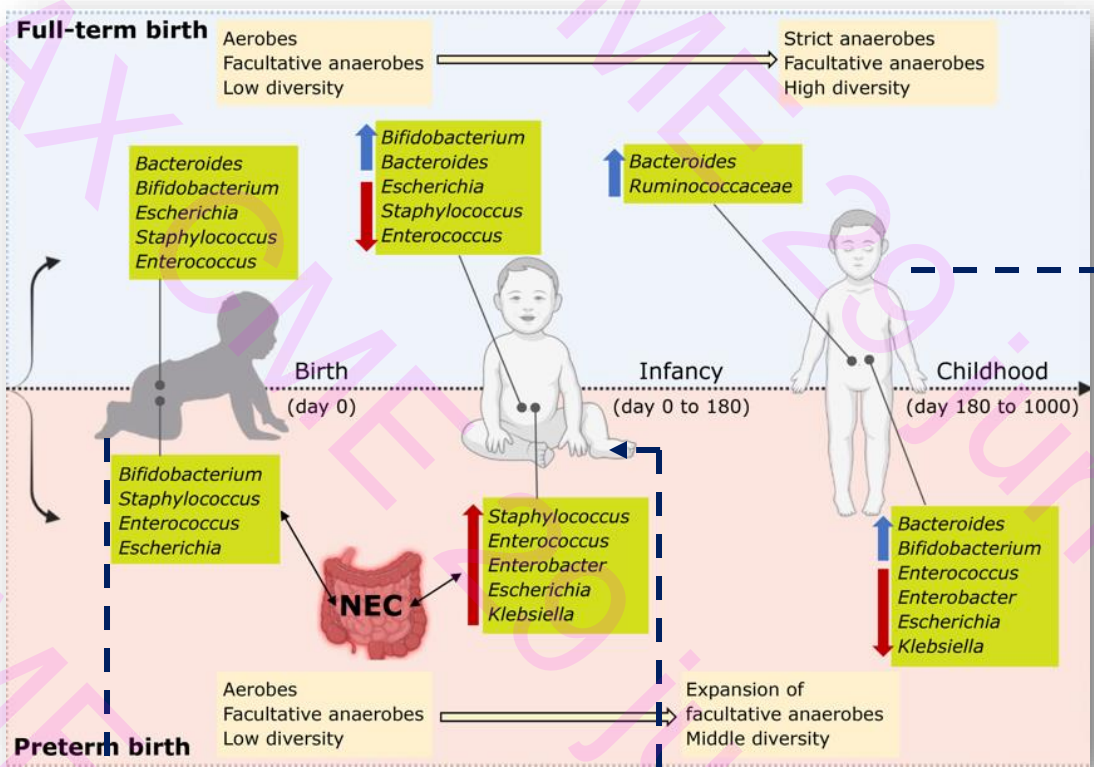 Full-term birth
Aerobes
Facultative anaerobes
Low diversity
Strict anaerobes
Facultative anaerobes
High diversity
Bacteroides
Bifidobacterium
Escherichia
Staphylococcus
Enterococcus
Bifidobacterium
Bacteroides
Escherichia
Staphylococcus
Enterococcus
Bacteroides
Ruminococcaceae
Birth
(day 0)
Infancy
(day 0 to 180)
Childhood
(day 180 to 1000)
Bifidobacterium
Staphylococcus
Enterococcus
Escherichia
NEC
Staphylococcus
Enterococcus
Enterobacter
Escherichia
Klebsiella
Bacteroides
Bifidobacterium
Enterococcus
Enterobacter
Escherichia
Klebsiella
Aerobes
Facultative anaerobes
Low diversity
Expansion of
facultative anaerobes
Middle diversity
Preterm birth